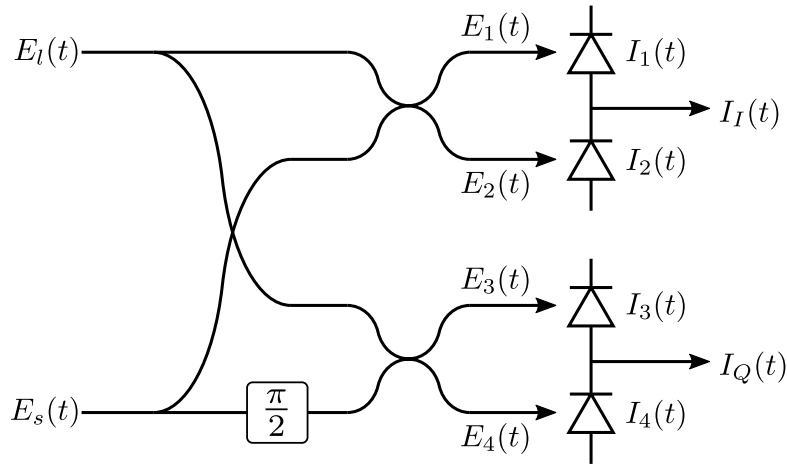 E_l(t)
E_1(t)
I_1(t)
I_I(t)
E_2(t)
I_2(t)
E_3(t)
I_3(t)
I_Q(t)
E_s(t)
π
2
E_4(t)
I_4(t)